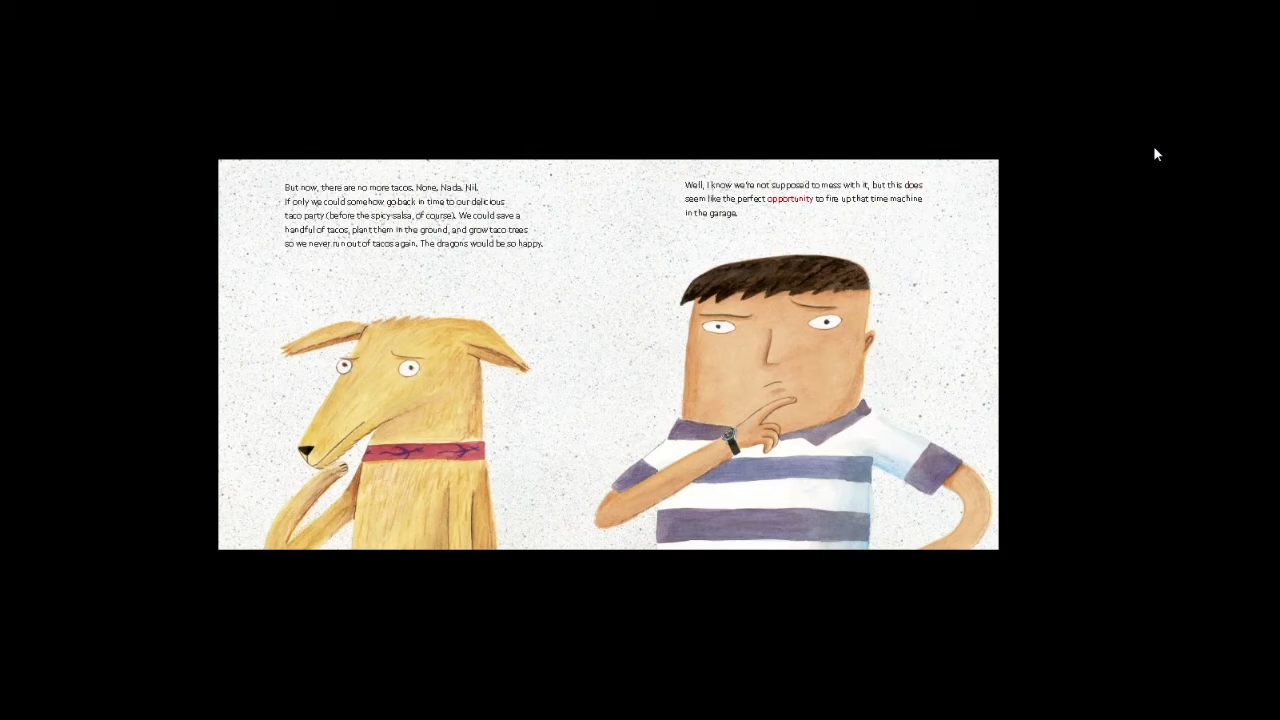 But now, there are no more tacos. None. Nada. Nil.
If only we could somehow go back in time to our delicious
taco party (before the spicy salsa, of course). We could save a
handful of tacos, plant them in the ground, and grow taco trees
so we never run out of tacos again. The dragons would be so happy.
Well, I know we're not supposed to mess with it, but this does
seem like the perfect opportunity to fire up that time machine
in the garage.